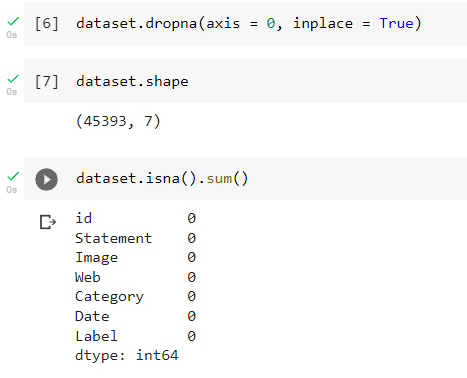 [6] dataset.dropna(axis = 0, inplace = True)
0s
[7] dataset.shape
0s
(45393, 7)
dataset.isna().sum()
0s
id 0
Statement 0
Image 0
Web 0
Category 0
Date 0
Label 0
dtype: int64